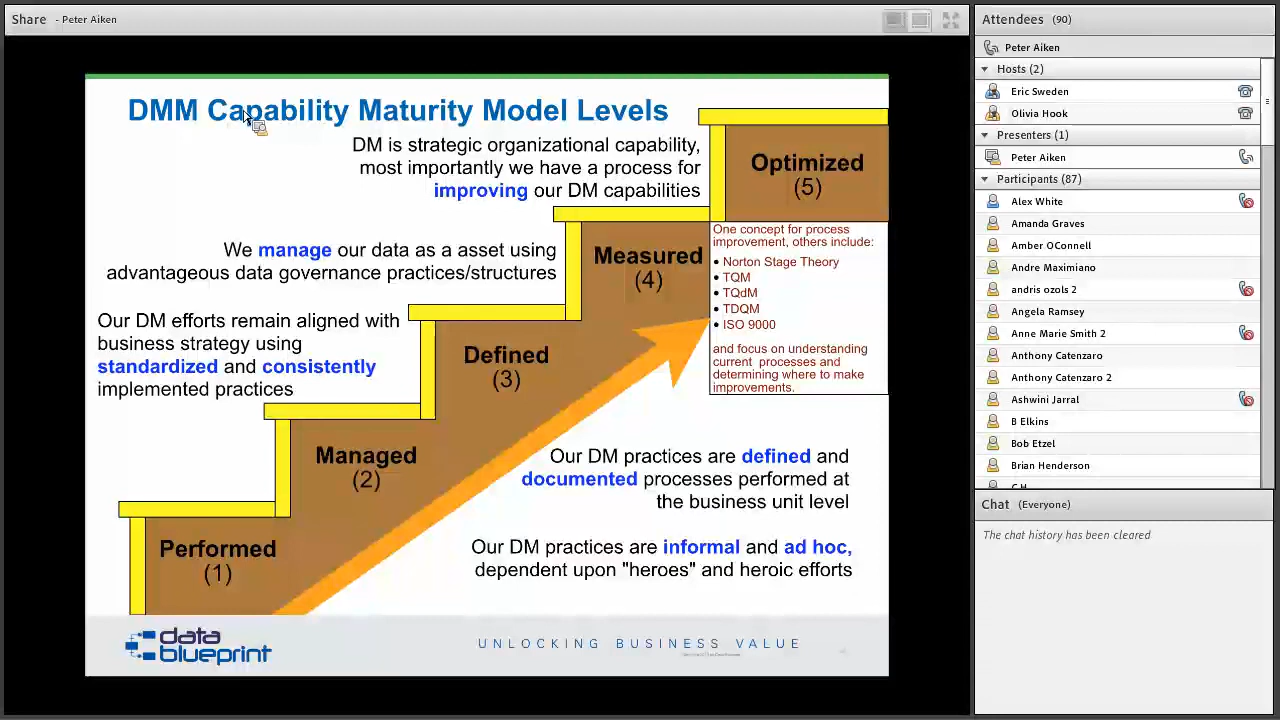 Share - Peter Aiken
DMM Capability Maturity Model Levels
DM is strategic organizational capability,
most importantly we have a process for
improving our DM capabilities
Optimized
(5)
We manage our data as a asset using
advantageous data governance practices/structures
Measured
(4)
One concept for process
improvement, others include:
• Norton Stage Theory
• TQM
• TQdM
• TDQM
• ISO 9000
and focus on understanding
current processes and
determining where to make
improvements.
Our DM efforts remain aligned with
business strategy using
standardized and consistently
implemented practices
Defined
(3)
Managed
(2)
Our DM practices are defined and
documented processes performed at
the business unit level
Performed
(1)
Our DM practices are informal and ad hoc,
dependent upon "heroes" and heroic efforts
data
blueprint
UNLOCKING BUSINESS VALUE
Attendees (90)
Peter Aiken
Hosts (2)
Eric Sweden
Olivia Hook
Presenters (1)
Peter Aiken
Participants (87)
Alex White
Amanda Graves
Amber OConnell
Andre Maximiano
andris ozols 2
Angela Ramsey
Anne Marie Smith 2
Anthony Catenzaro
Anthony Catenzaro 2
Ashwini Jarral
B Elkins
Bob Etzel
Brian Henderson
Chat (Everyone)
The chat history has been cleared